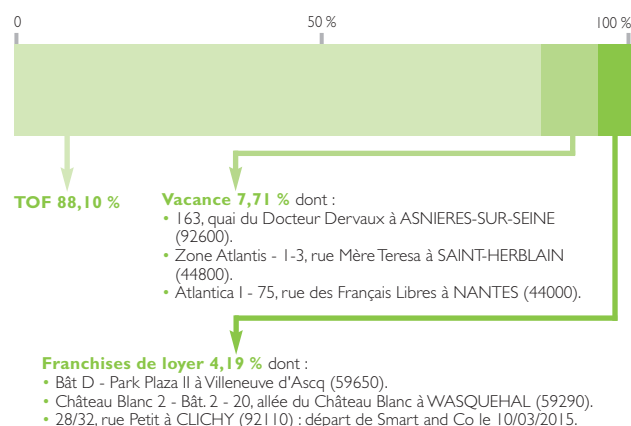 0 50 % 100 %
TOF 88,10 %
Vacance 7,71 % dont :
• 163, quai du Docteur Dervaux à ASNIERES-SUR-SEINE
(92600).
• Zone Atlantis - 1-3, rue Mère Teresa à SAINT-HERBLAIN
(44800).
• Atlantica I - 75, rue des Français Libres à NANTES (44000).
Franchises de loyer 4,19 % dont :
• Bât D - Park Plaza II à Villeneuve d'Ascq (59650).
• Château Blanc 2 - Bât. 2 - 20, allée du Château Blanc à WASQUEHAL (59290).
• 28/32, rue Petit à CLICHY (92110) : départ de Smart and Co le 10/03/2015.